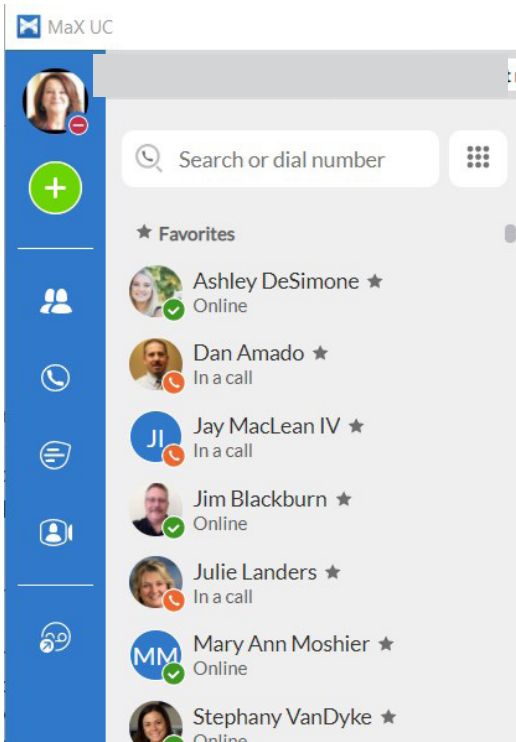 MaX UC
Search or dial number
Favorites
Ashley DeSimone
Online
Dan Amado
In a call
JI
Jay MacLean IV
In a call
Jim Blackburn
Online
Julie Landers
In a call
MM
Mary Ann Moshier
Online
Stephany VanDyke
Online